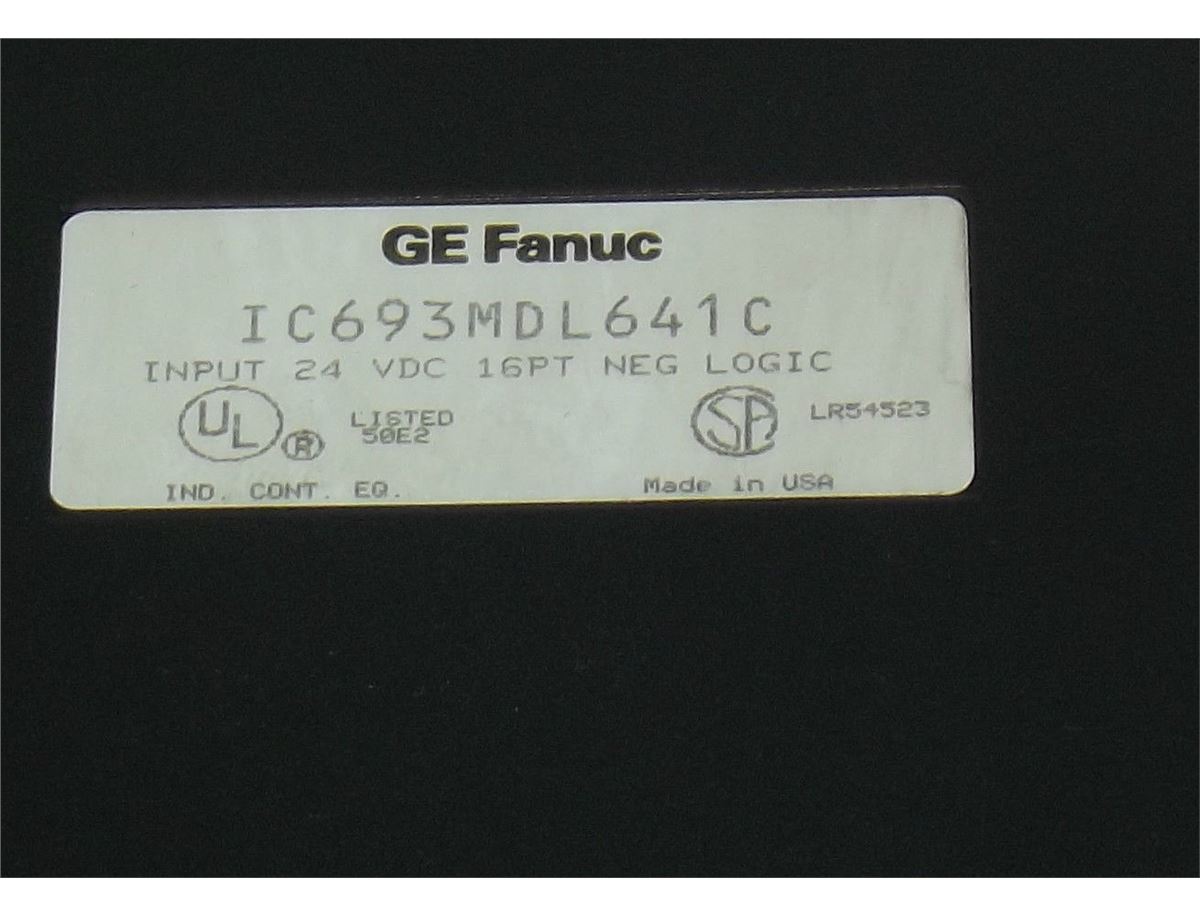 GE Fanuc
IC693MDL641C
INPUT 24 VDC 16PT NEG LOGIC
UL ® LISTED
50E2
SA LR54523
IND. CONT. EQ.
Made in USA